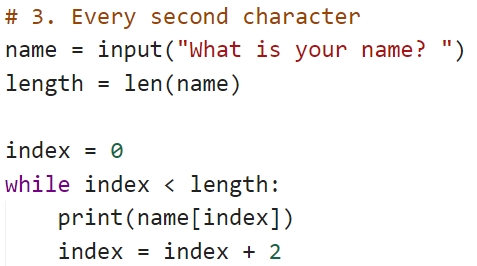 # 3. Every second character
name = input("What is your name? ")
length = len(name)

index = 0
while index < length:
    print(name[index])
    index = index + 2